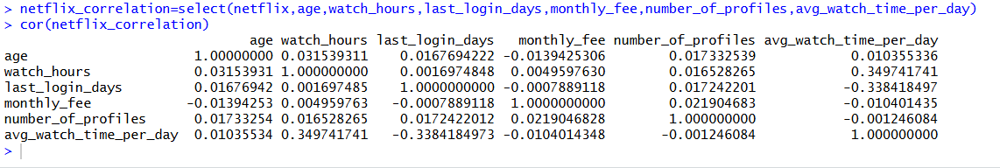 > netflix_correlation=select(netflix,age,watch_hours,last_login_days,monthly_fee,number_of_profiles,avg_watch_time_per_day)
> cor(netflix_correlation)
age watch_hours last_login_days monthly_fee number_of_profiles avg_watch_time_per_day
age 1.00000000 0.031539311 0.0167694222 -0.0139425306 0.017332539 0.010355336
watch_hours 0.03153931 1.000000000 0.0016974848 0.0049597630 0.016528265 0.349741741
last_login_days 0.01676942 0.001697485 1.0000000000 -0.0007889118 0.017242201 -0.338418497
monthly_fee -0.01394253 0.004959763 -0.0007889118 1.0000000000 0.021904683 -0.010401435
number_of_profiles 0.01733254 0.016528265 0.0172422012 0.0219046828 1.000000000 -0.001246084
avg_watch_time_per_day 0.01035534 0.349741741 -0.3384184973 -0.0104014348 -0.001246084 1.000000000
>